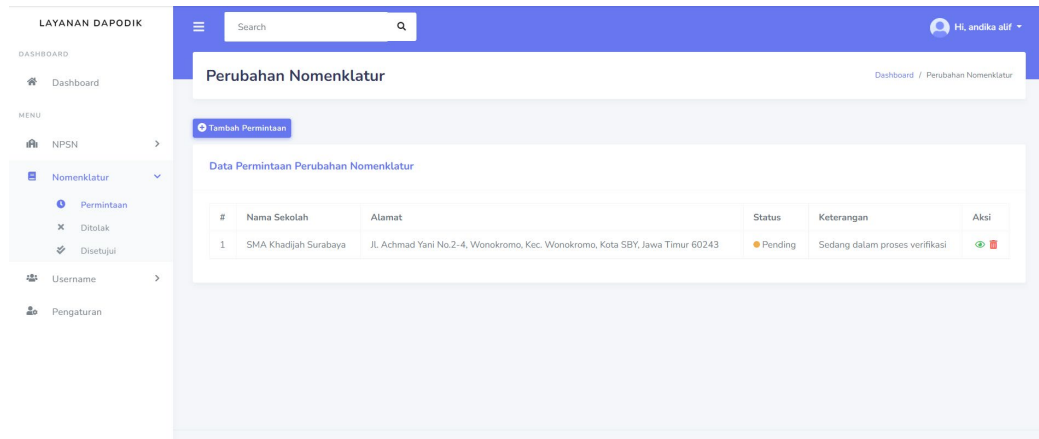 LAYANAN DAPODIK
Search
Hi, andika alif
DASHBOARD
Dashboard
MENU
NPSN
Nomenklatur
Permintaan
Ditolak
Disetujui
Username
Pengaturan
Perubahan Nomenklatur
Dashboard / Perubahan Nomenklatur
Tambah Permintaan
Data Permintaan Perubahan Nomenklatur
# Nama Sekolah Alamat Status Keterangan Aksi
1 SMA Khadijah Surabaya Jl. Achmad Yani No.2-4, Wonokromo, Kec. Wonokromo, Kota SBY, Jawa Timur 60243 Pending Sedang dalam proses verifikasi